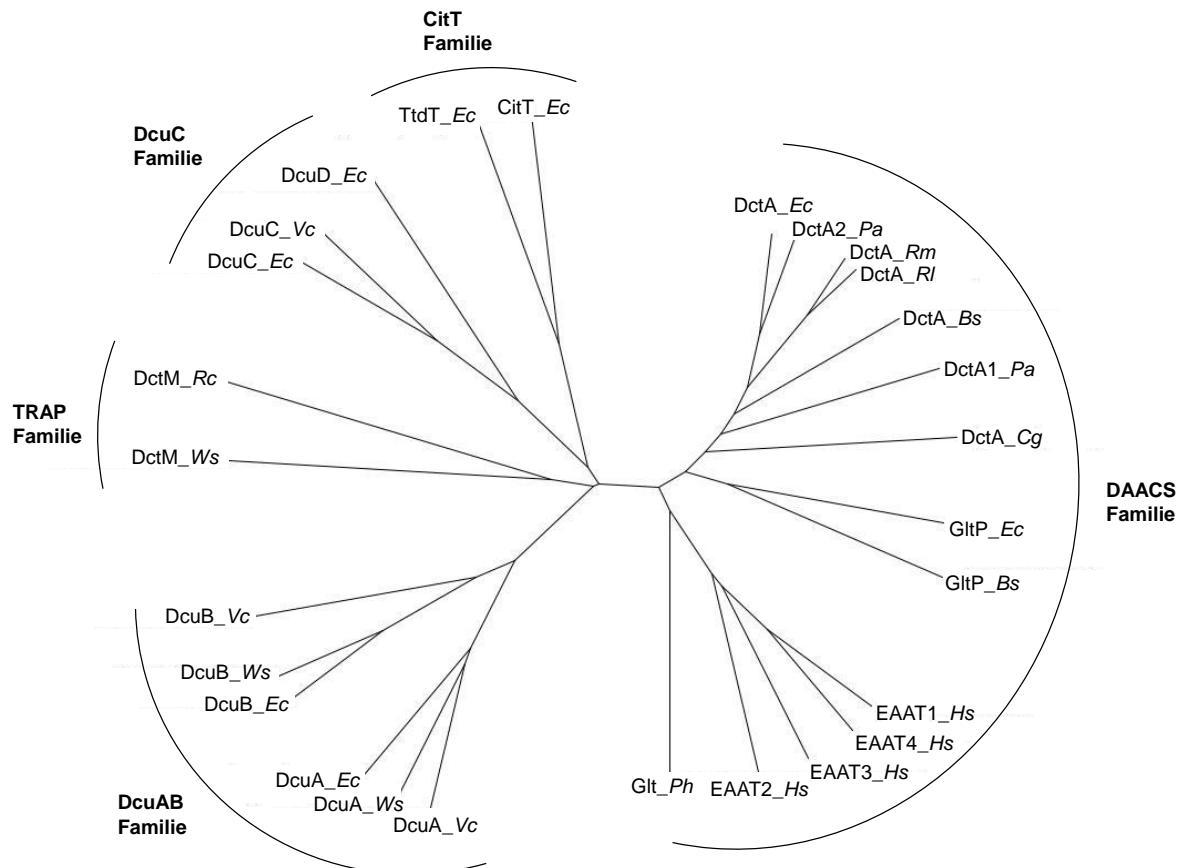 CitT
Familie
TtdT_Ec
CitT_Ec
DcuC
Familie
DcuD_Ec
DcuC_Vc
DcuC_Ec
TRAP
Familie
DctM_Rc
DctM_Ws
DcuB_Vc
DcuB_Ws
DcuB_Ec
DcuAB
Familie
DcuA_Ec
DcuA_Ws
DcuA_Vc
DctA_Ec
DctA2_Pa
DctA_Rm
DctA_Rl
DctA_Bs
DctA1_Pa
DctA_Cg
DAACS
Familie
GltP_Ec
GltP_Bs
EAAT1_Hs
EAAT4_Hs
EAAT3_Hs
EAAT2_Hs
Glt_Ph